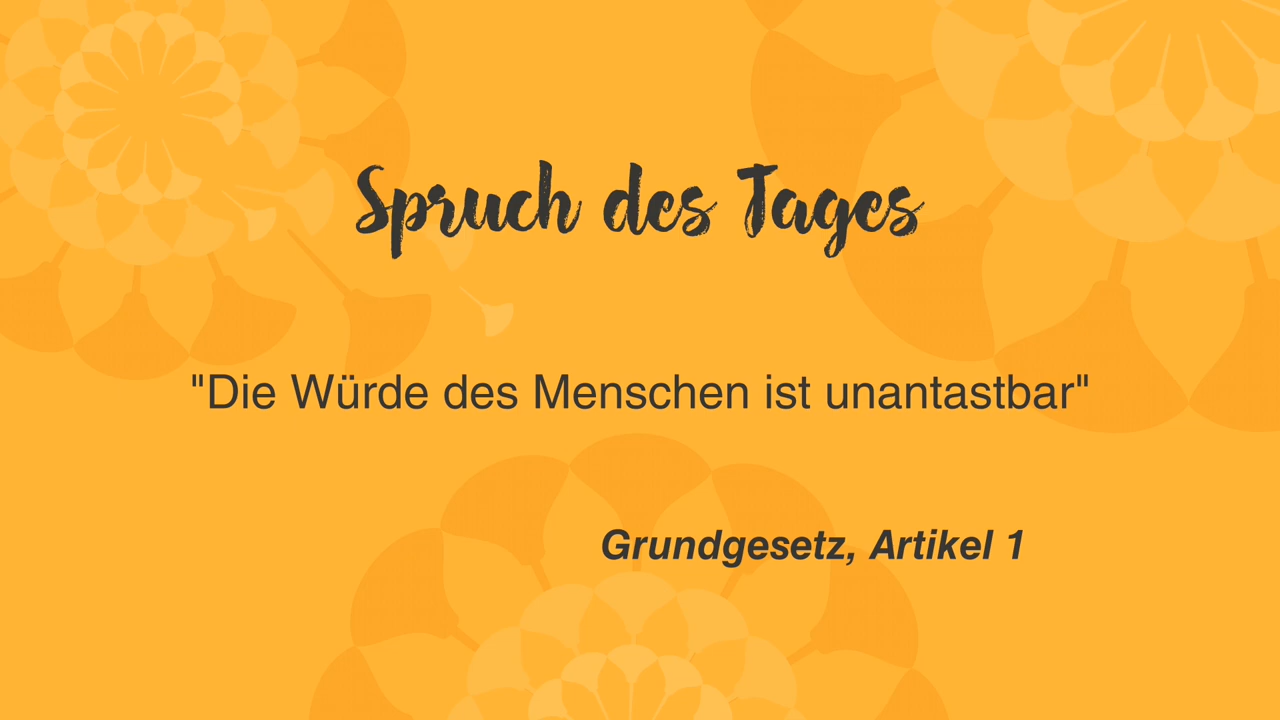 Spruch des Tages
"Die Würde des Menschen ist unantastbar"
Grundgesetz, Artikel 1